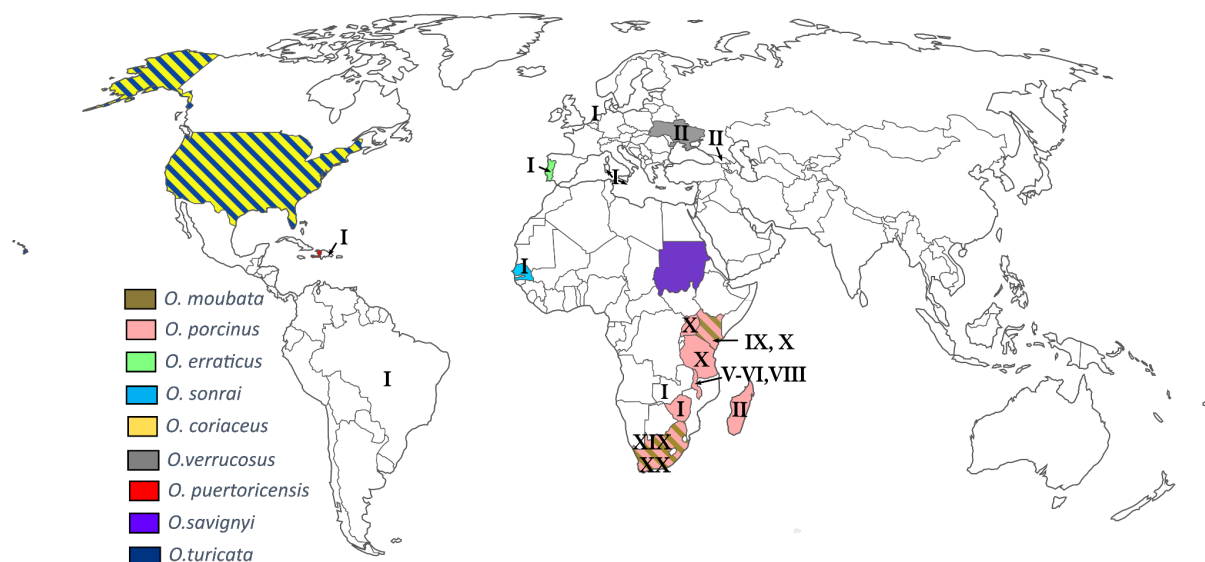 I
II
II
I
I
I
I
X
IX, X
X
V-VI,VIII
I
I
I
II
XIX
XX
O. moubata
O. porcinus
O. erraticus
O. sonrai
O. coriaceus
O.verrucosus
O. puertoricensis
O.savignyi
O.turicata